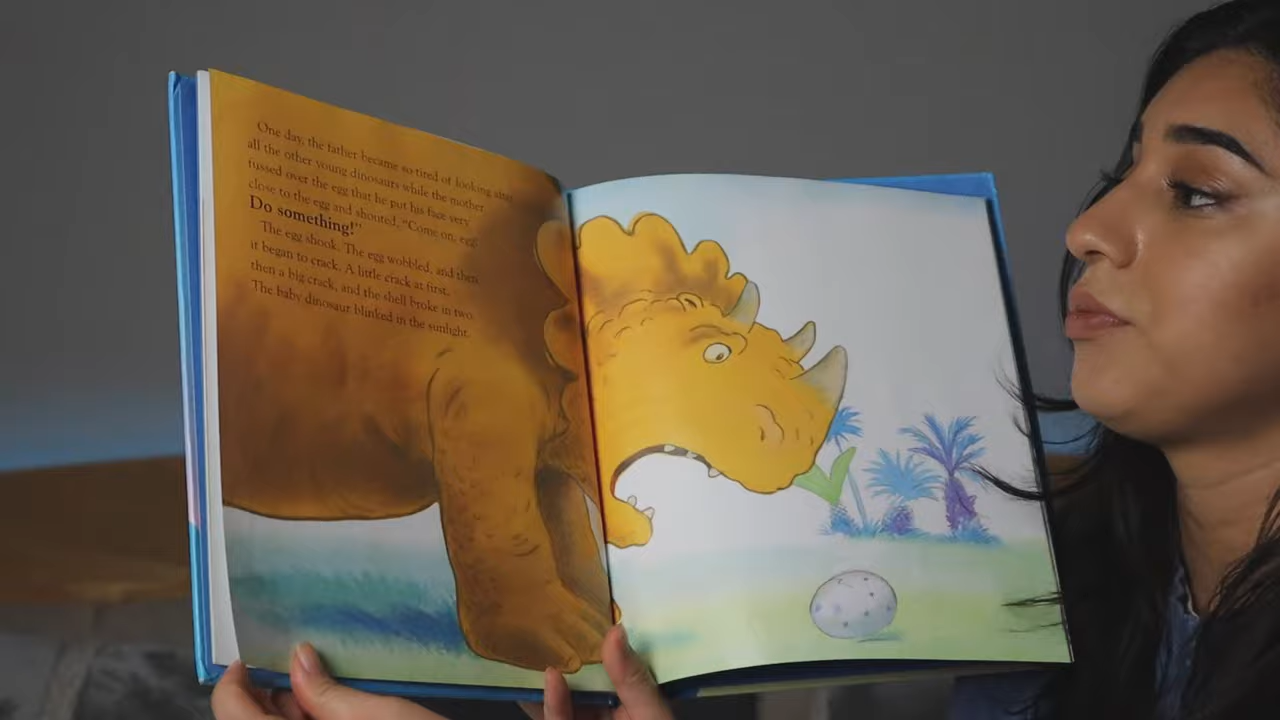 One day, the father became so tired of looking after
all the other young dinosaurs while the mother
fussed over the egg that he put his face very
close to the egg and shouted, "Come on, egg.
Do something!"
The egg shook. The egg wobbled, and then
it began to crack. A little crack at first,
then a big crack, and the shell broke in two.
The baby dinosaur blinked in the sunlight.